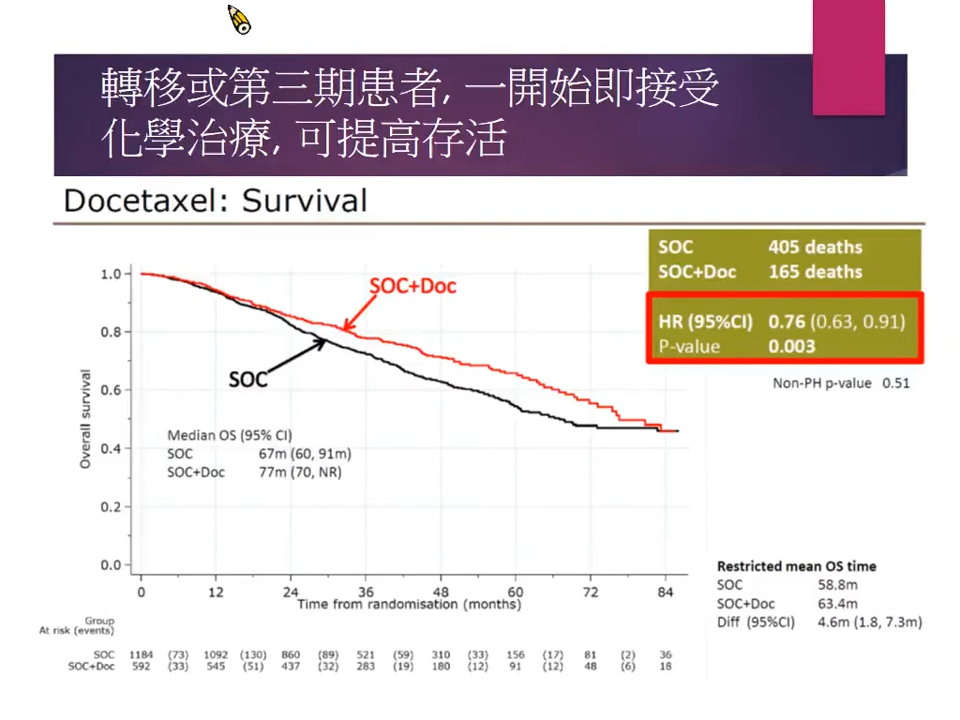 轉移或第三期患者, 一開始即接受
化學治療, 可提高存活
Docetaxel: Survival
SOC 405 deaths
SOC+Doc 165 deaths
HR (95%CI) 0.76 (0.63, 0.91)
P-value 0.003
Non-PH p-value 0.51
SOC+Doc
SOC
Overall survival
1.0
0.8
0.6
0.4
0.2
0.0
Median OS (95% CI)
SOC 67m (60, 91m)
SOC+Doc 77m (70, NR)
0 12 24 36 48 60 72 84
Time from randomisation (months)
Restricted mean OS time
SOC 58.8m
SOC+Doc 63.4m
Diff (95%CI) 4.6m (1.8, 7.3m)
Group
At risk (events)
SOC 1184 (73) 1092 (130) 860 (89) 521 (59) 310 (33) 156 (17) 81 (2) 36
SOC+Doc 592 (33) 545 (51) 437 (32) 283 (19) 180 (12) 91 (12) 48 (6) 18